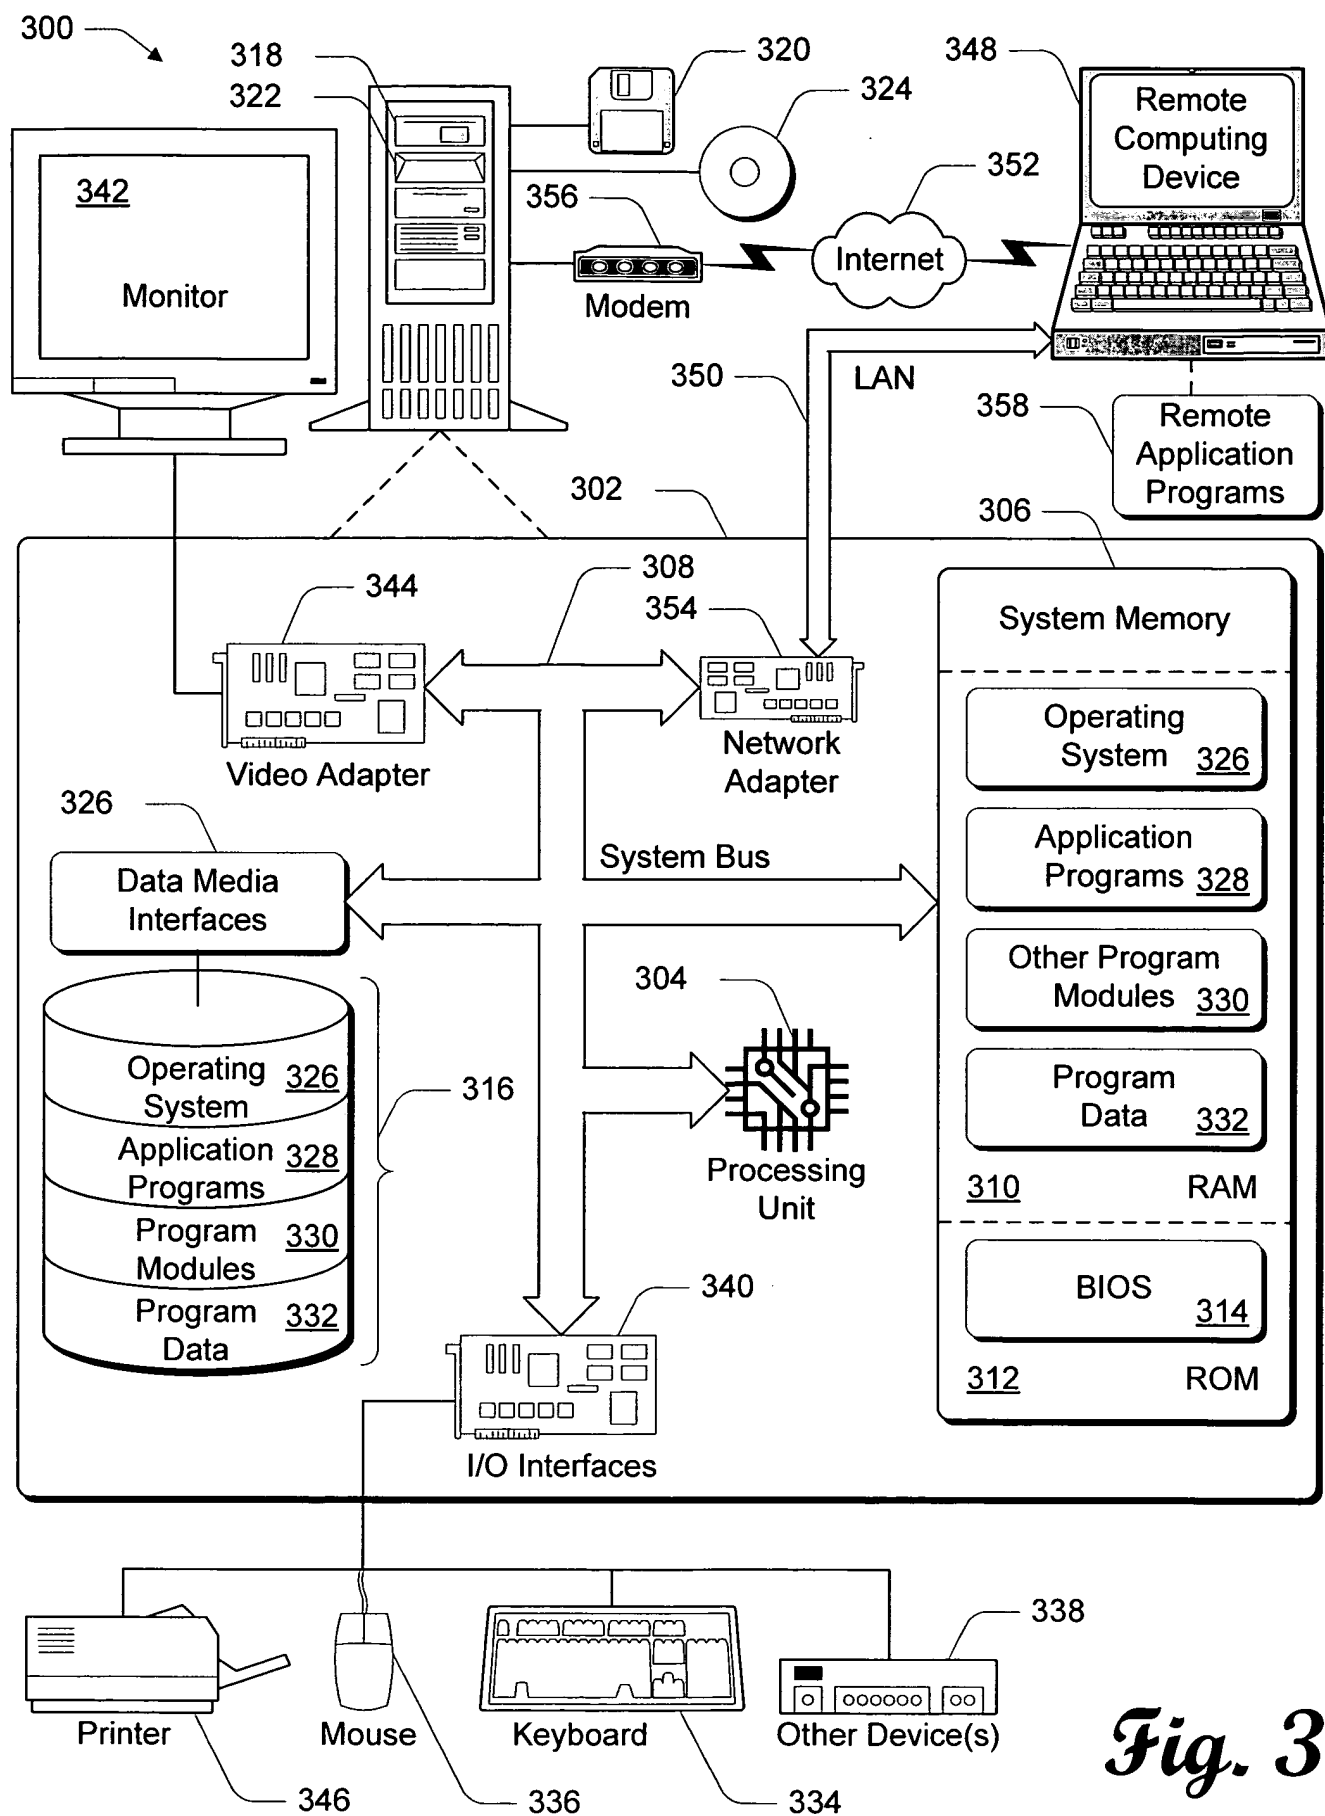 300
318
322
320
324
348
Remote
Computing
Device
342
Monitor
356
Modem
352
Internet
350
LAN
358
Remote
Application
Programs
302
306
308
344
354
Video Adapter
Network
Adapter
System Memory
Operating
System 326
Application
Programs 328
Other Program
Modules 330
Program
Data 332
310 RAM
BIOS
314
312 ROM
326
Data Media
Interfaces
System Bus
304
Processing
Unit
Operating
System 326
Application
Programs 328
Program
Modules 330
Program
Data 332
316
340
I/O Interfaces
Printer
346
Mouse
336
Keyboard
334
338
Other Device(s)
Fig. 3